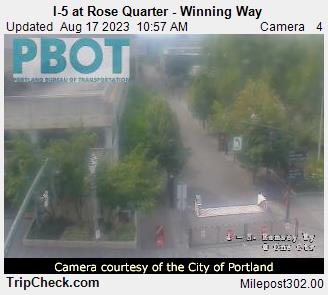 I-5 at Rose Quarter - Winning Way
Updated Aug 17 2023 10:57 AM Camera 4
PBOT
PORTLAND BUREAU OF TRANSPORTATION
Camera courtesy of the City of Portland
TripCheck.com Milepost302.00